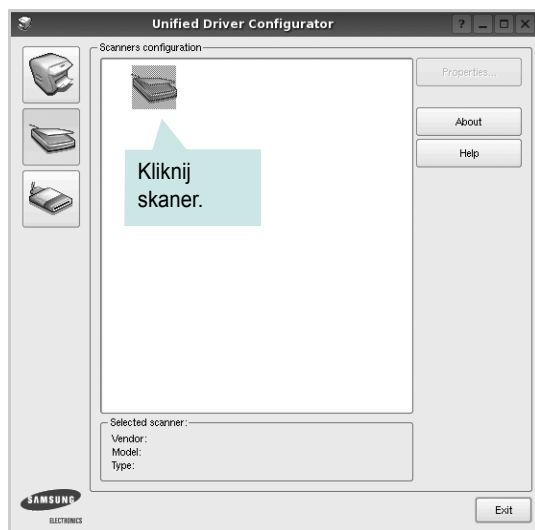 Unified Driver Configurator
Scanners configuration
Properties...
About
Help
Kliknij
skaner.
Selected scanner:
Vendor:
Model:
Type:
SAMSUNG
ELECTRONICS
Exit